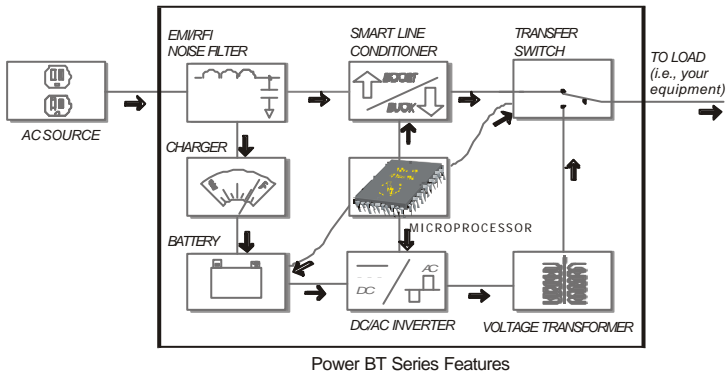 EMI/RFI
NOISE FILTER
SMART LINE
CONDITIONER
TRANSFER
SWITCH
TO LOAD
(i.e., your
equipment)
BOOST
BUCK
AC SOURCE
CHARGER
MICROPROCESSOR
BATTERY
DC
AC
DC/AC INVERTER
VOLTAGE TRANSFORMER
Power BT Series Features